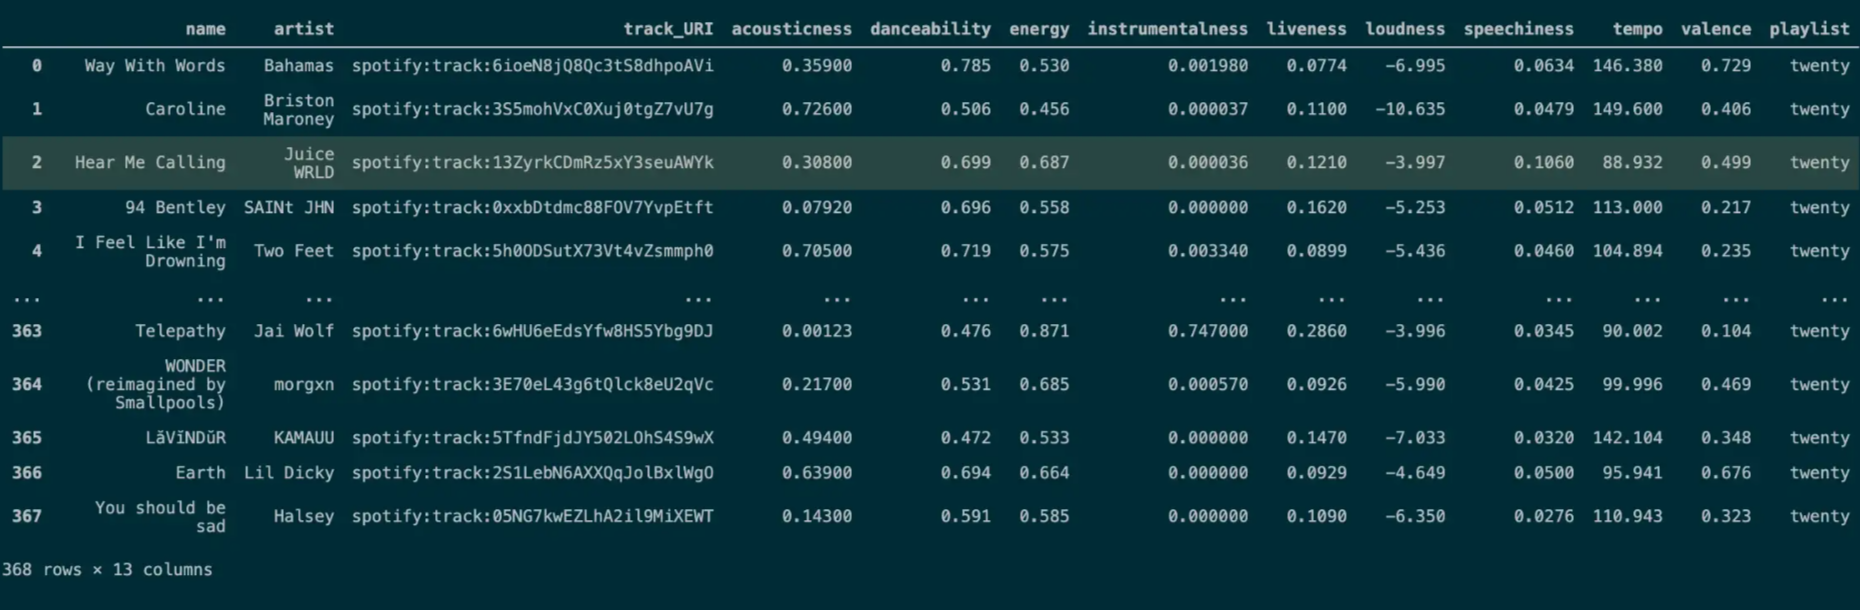 name artist track_URI acousticness danceability energy instrumentalness liveness loudness speechiness tempo valence playlist
0 Way With Words Bahamas spotify:track:6ioeN8jQ8Qc3tS8dhpoAVi 0.35900 0.785 0.530 0.001980 0.0774 -6.995 0.0634 146.380 0.729 twenty
1 Caroline Briston Maroney spotify:track:3S5mohVxC0Xuj0tgZ7vU7g 0.72600 0.506 0.456 0.000037 0.1100 -10.635 0.0479 149.600 0.406 twenty
2 Hear Me Calling Juice WRLD spotify:track:13ZyrkCDmRz5xY3seuAWYk 0.30800 0.699 0.687 0.000036 0.1210 -3.997 0.1060 88.932 0.499 twenty
3 94 Bentley SAINt JHN spotify:track:0xxbDtdmc88FOV7YvpEtft 0.07920 0.696 0.558 0.000000 0.1620 -5.253 0.0512 113.000 0.217 twenty
4 I Feel Like I'm Drowning Two Feet spotify:track:5h0ODSutX73Vt4vZsmmph0 0.70500 0.719 0.575 0.003340 0.0899 -5.436 0.0460 104.894 0.235 twenty
... ... ... ... ... ... ... ... ... ... ... ... ... ...
363 Telepathy Jai Wolf spotify:track:6wHU6eEdsYfw8HS5Ybg9DJ 0.00123 0.476 0.871 0.747000 0.2860 -3.996 0.0345 90.002 0.104 twenty
364 WONDER (reimagined by Smallpools) morgxn spotify:track:3E70eL43g6tQlck8eU2qVc 0.21700 0.531 0.685 0.000570 0.0926 -5.990 0.0425 99.996 0.469 twenty
365 LăVĭNDŭR KAMAUU spotify:track:5TfndFjdJY502LOhS4S9wX 0.49400 0.472 0.533 0.000000 0.1470 -7.033 0.0320 142.104 0.348 twenty
366 Earth Lil Dicky spotify:track:2S1LebN6AXXQqJolBxlWgO 0.63900 0.694 0.664 0.000000 0.0929 -4.649 0.0500 95.941 0.676 twenty
367 You should be sad Halsey spotify:track:05NG7kwEZLhA2il9MiXEWT 0.14300 0.591 0.585 0.000000 0.1090 -6.350 0.0276 110.943 0.323 twenty
368 rows × 13 columns